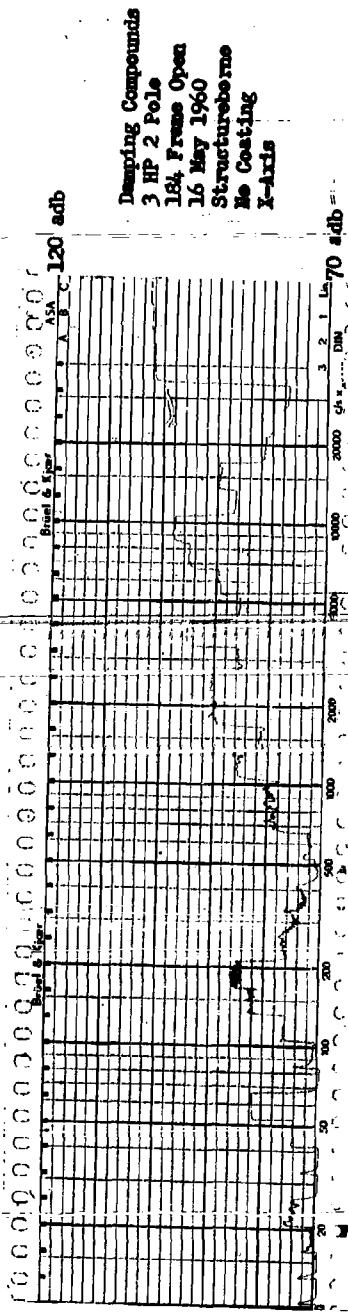 Damping Compounds
3 HP 2 Pole
184 Frame Open
16 May 1960
Structureborne
No Coating
X-Axis
120 adb
70 adb
ASA
A B C
Brüel & Kjær
Brüel & Kjær
3 2 1 Lin
DIN
c/s
20
50
100
200
500
1000
2000
10000
20000